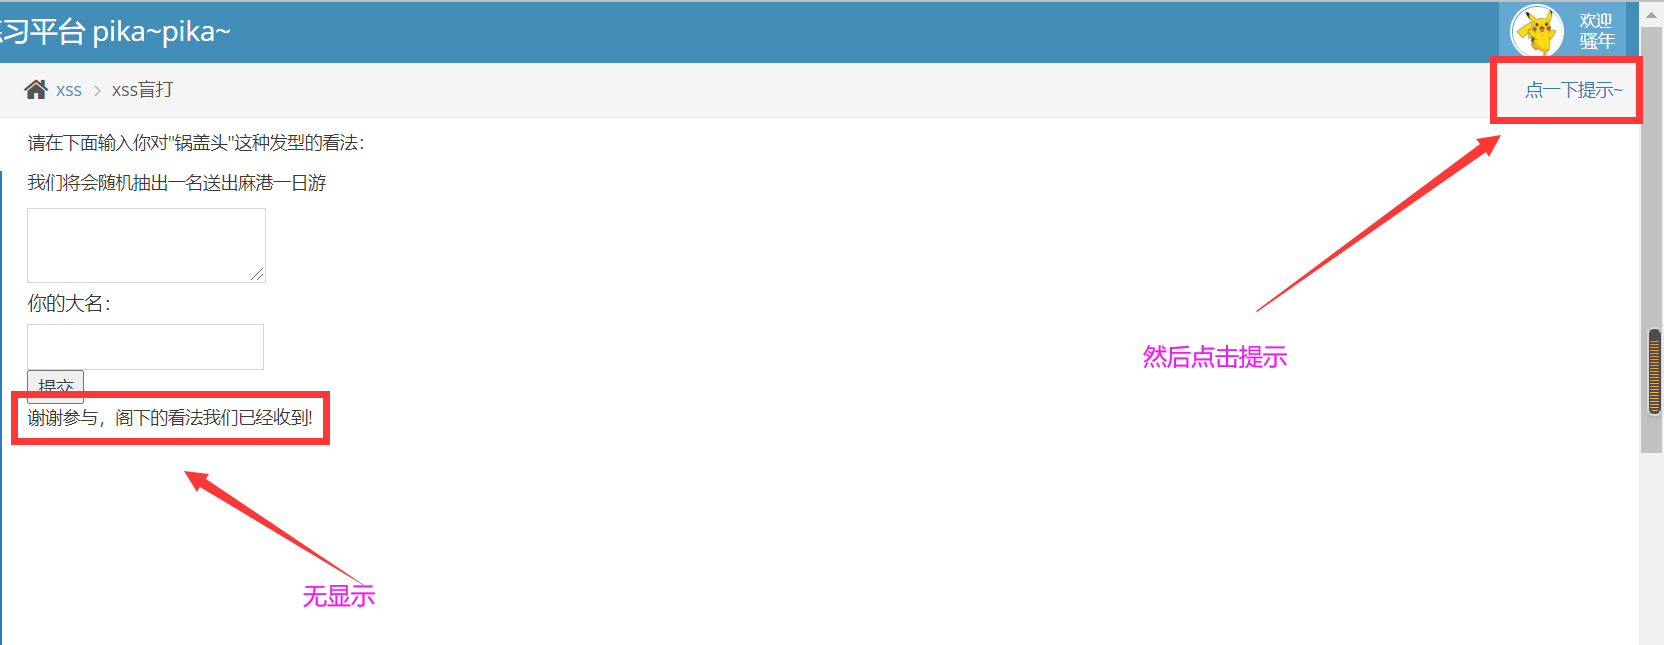 习平台 pika~pika~
欢迎
骚年
xss > xss盲打
点一下提示~
请在下面输入你对"锅盖头"这种发型的看法：
我们将会随机抽出一名送出麻港一日游
你的大名：
提交
谢谢参与，阁下的看法我们已经收到!
然后点击提示
无显示